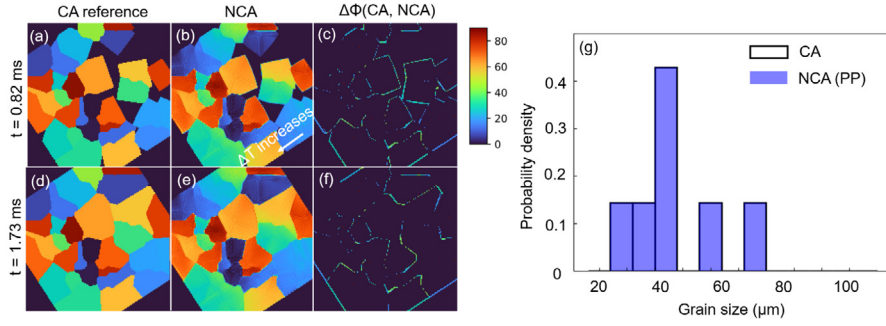 CA reference
NCA
ΔΦ(CA, NCA)
t = 0.82 ms
(a)
(b)
(c)
ΔT increases
80
60
40
20
0
t = 1.73 ms
(d)
(e)
(f)
(g)
CA
NCA (PP)
Probability density
0.4
0.3
0.2
0.1
0
20
40
60
80
100
Grain size (μm)